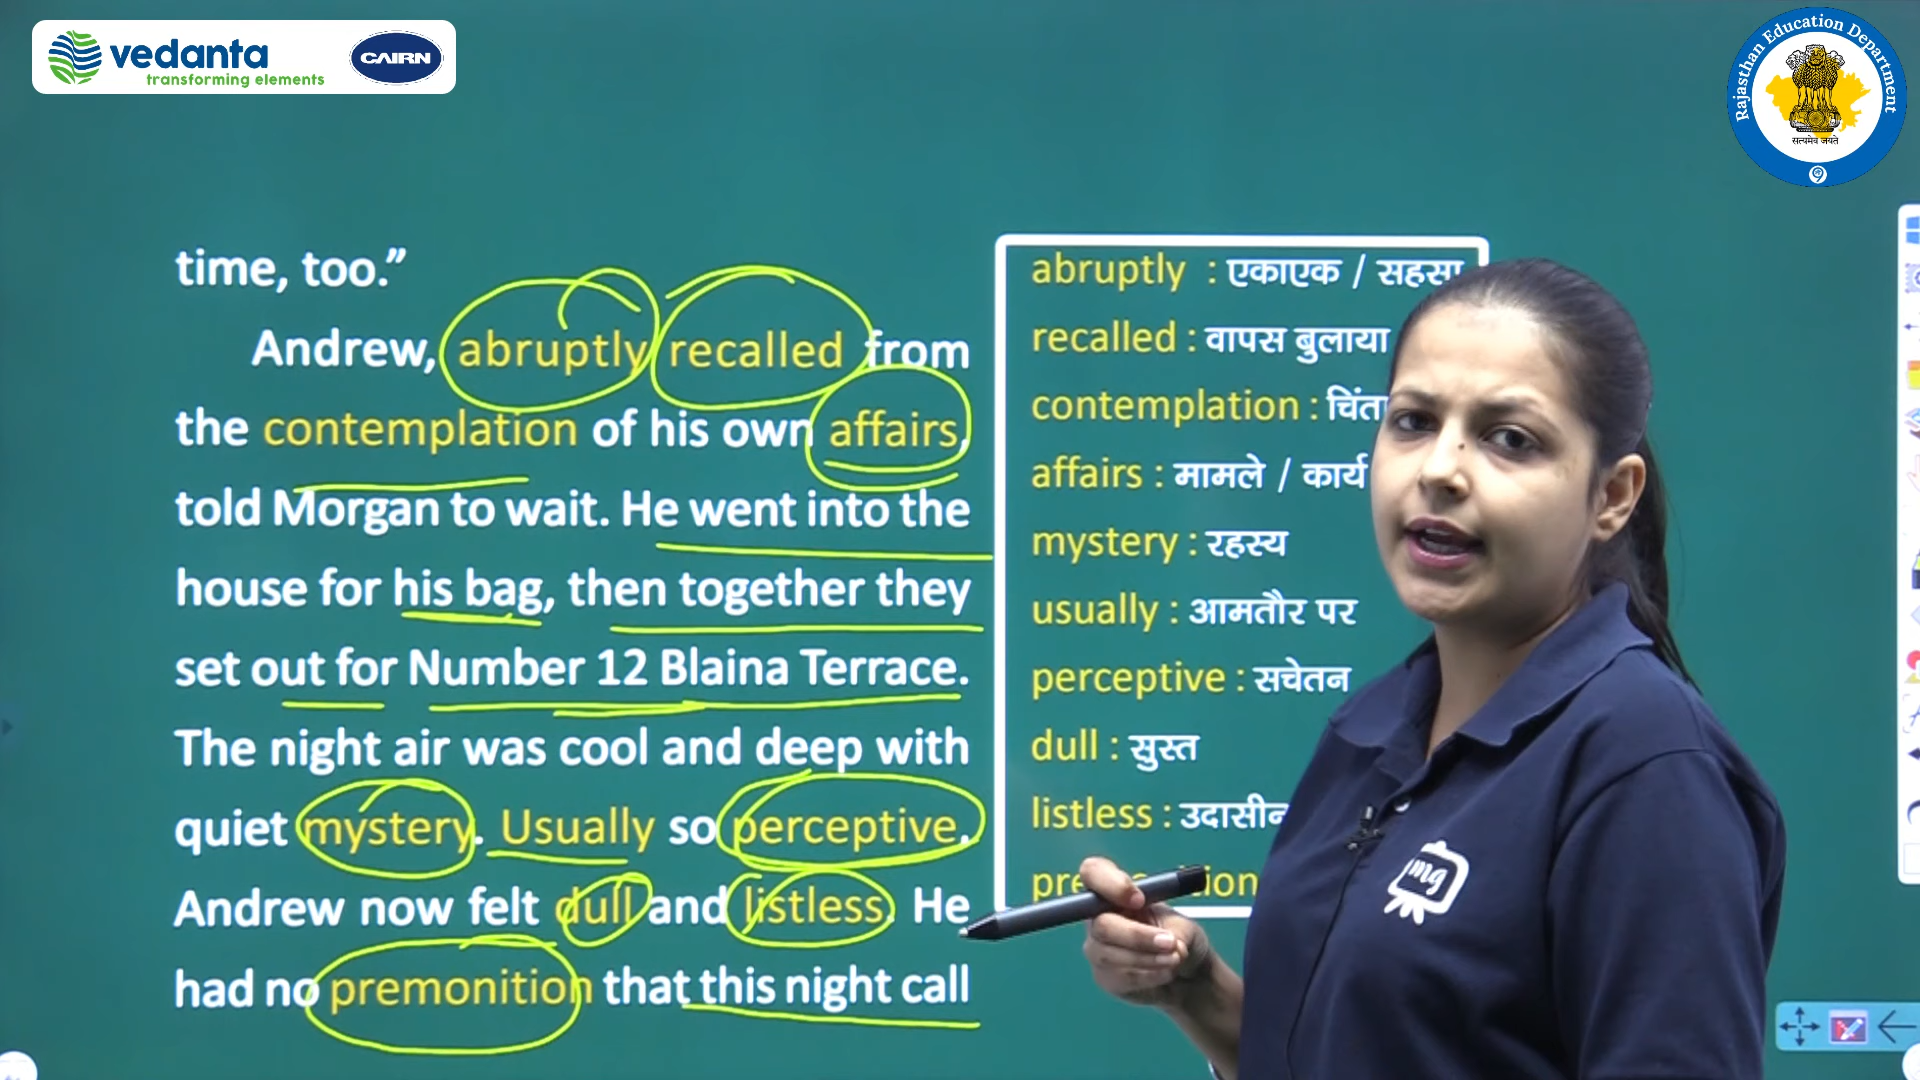 vedanta
transforming elements
CAIRN
Rajasthan Education Department
सत्यमेव जयते
time, too.”
Andrew, abruptly recalled from
the contemplation of his own affairs,
told Morgan to wait. He went into the
house for his bag, then together they
set out for Number 12 Blaina Terrace.
The night air was cool and deep with
quiet mystery. Usually so perceptive,
Andrew now felt dull and listless. He
had no premonition that this night call
abruptly : एकाएक / सहसा
recalled : वापस बुलाया
contemplation :
affairs : मामले / कार्य
mystery : रहस्य
usually : आमतौर पर
perceptive : सचेतन
dull : सुस्त
listless : उदासीन
mg